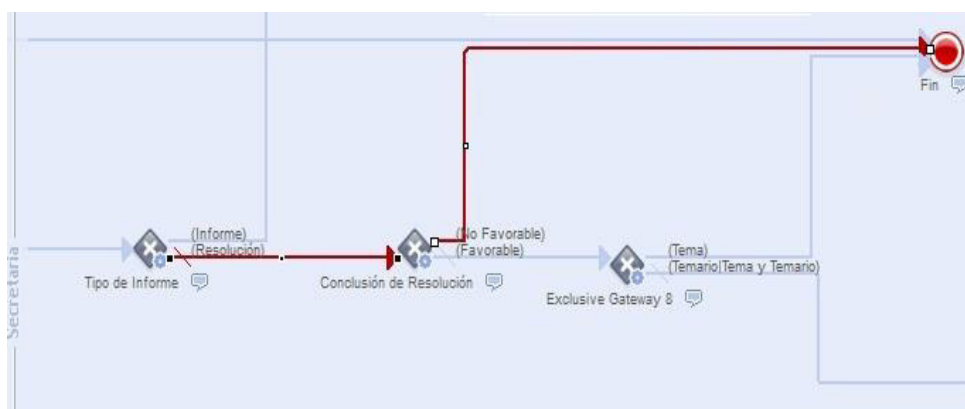 Fin
(Informe)
(Resolución)
Tipo de Informe
(No Favorable)
(Favorable)
Conclusión de Resolución
(Tema)
(Temario|Tema y Temario)
Exclusive Gateway 8
Secretaria